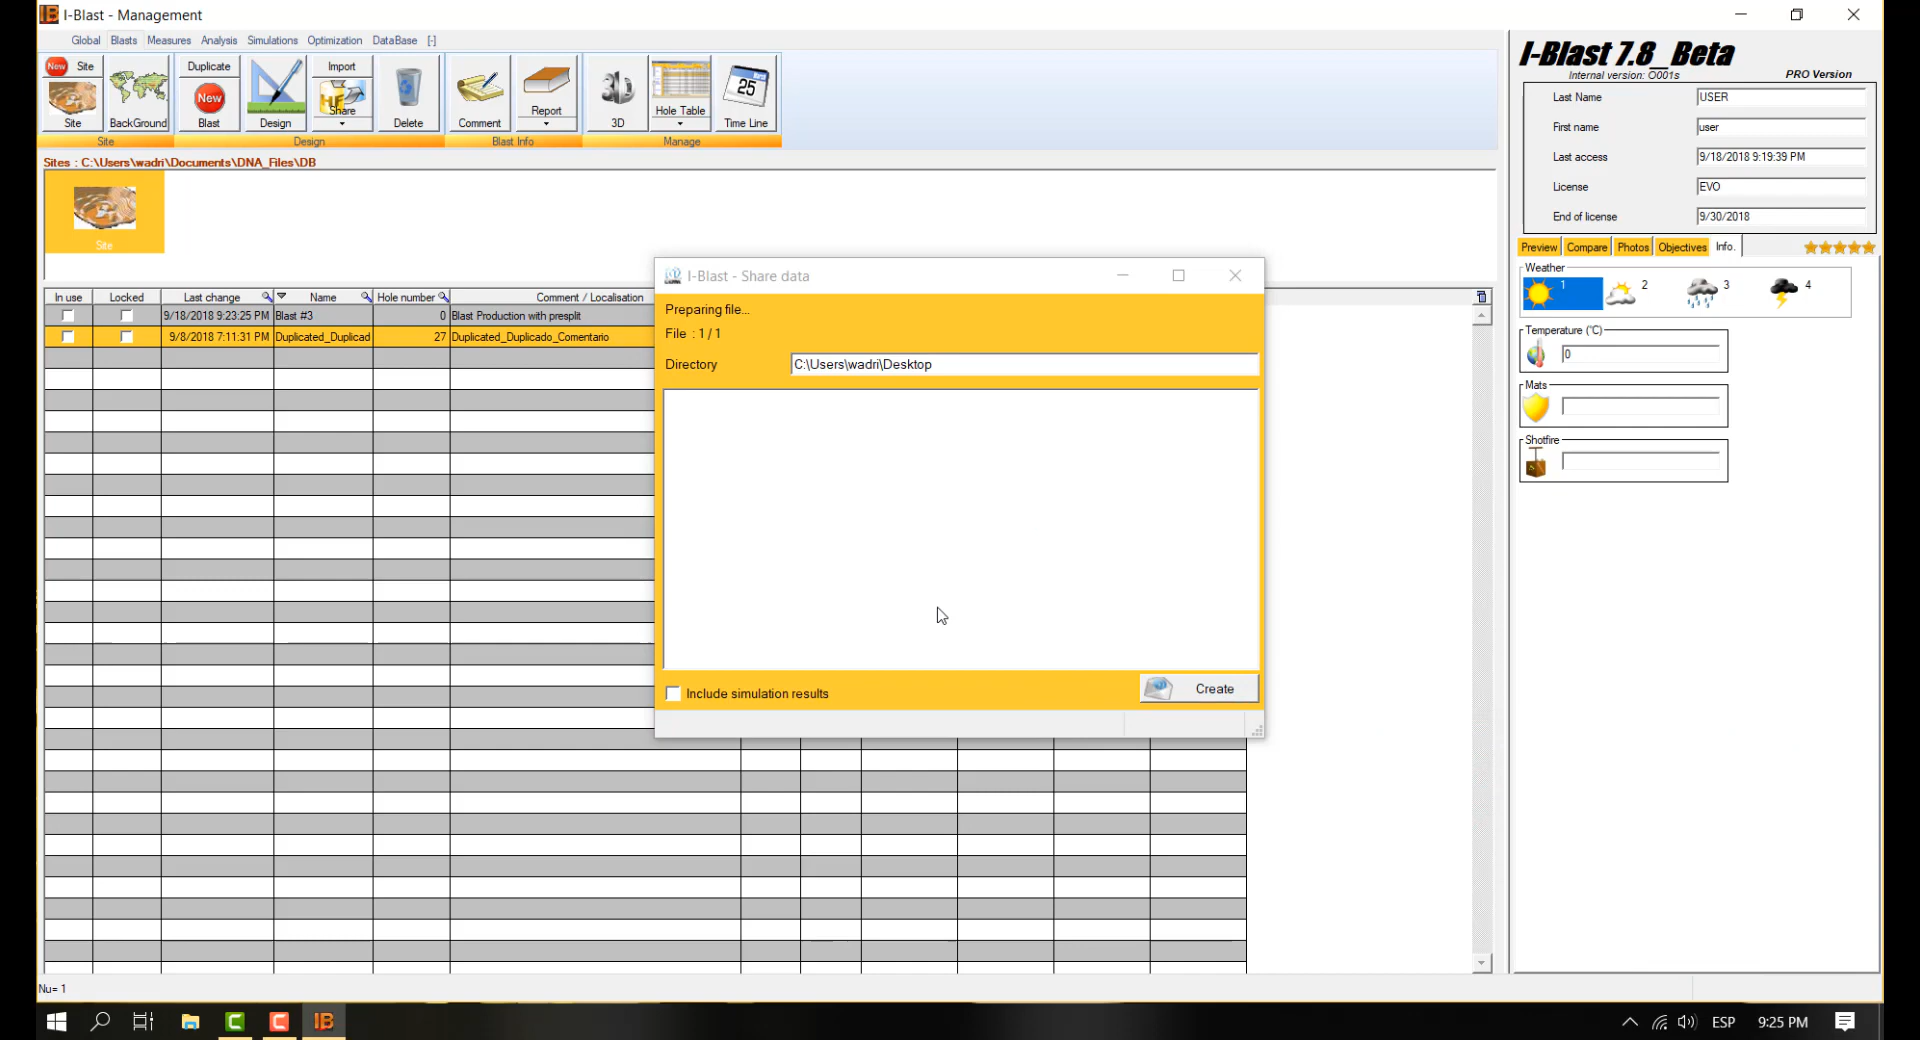 I-Blast - Management
Global Blasts Measures Analysis Simulations Optimization DataBase [-]
New Site Duplicate Import
New Share
Site BackGround Blast Design Delete Comment Report 3D Hole Table 25 Time Line
Site Design Blast Info Manage
Sites : C:\Users\wadri\Documents\DNA_Files\DB
Site
In use Locked Last change Name Hole number Comment / Localisation
9/18/2018 9:23:25 PM Blast #3 0 Blast Production with presplit
9/8/2018 7:11:31 PM Duplicated_Duplicad 27 Duplicated_Duplicado_Comentario
I-Blast - Share data
Preparing file...
File : 1 / 1
Directory C:\Users\wadri\Desktop
Include simulation results Create
I-Blast 7.8_Beta
Internal version: O001s PRO Version
Last Name USER
First name user
Last access 9/18/2018 9:19:39 PM
License EVO
End of license 9/30/2018
Preview Compare Photos Objectives Info.
Weather
1 2 3 4
Temperature (°C)
0
Mats
Shotfire
Nu= 1
ESP 9:25 PM